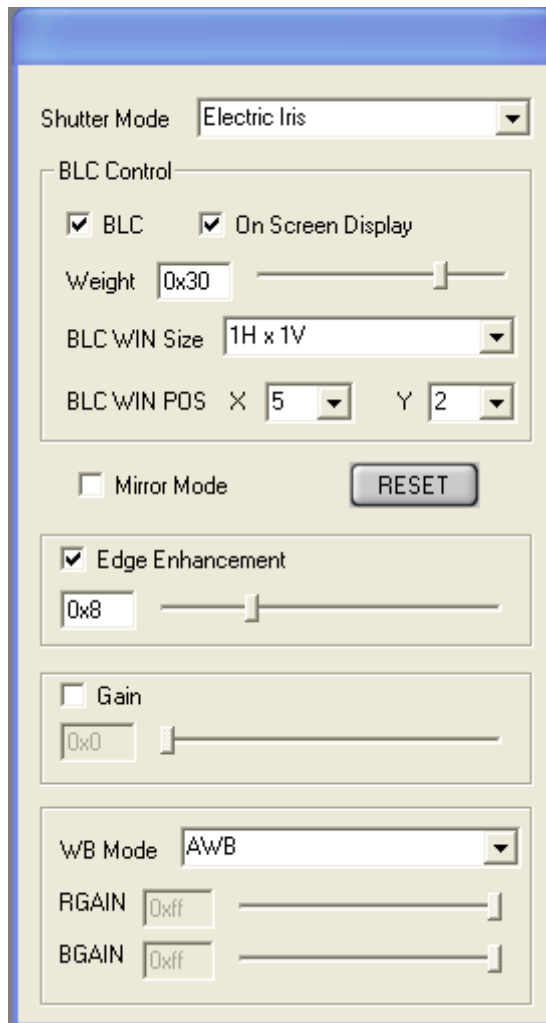 Shutter Mode Electric Iris
BLC Control
BLC On Screen Display
Weight 0x30
BLC WIN Size 1H x 1V
BLC WIN POS X 5 Y 2
Mirror Mode RESET
Edge Enhancement
0x8
Gain
0x0
WB Mode AWB
RGAIN 0xff
BGAIN 0xff